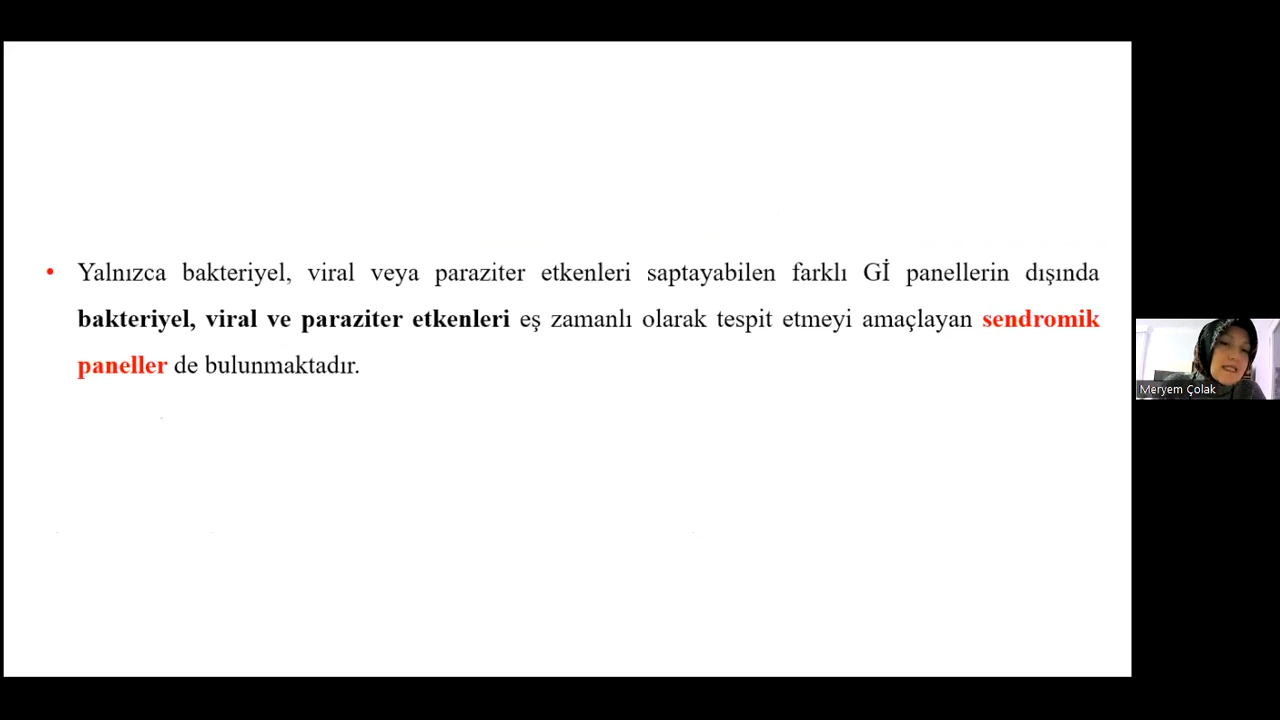 • Yalnızca bakteriyel, viral veya paraziter etkenleri saptayabilen farklı Gİ panellerin dışında
bakteriyel, viral ve paraziter etkenleri eş zamanlı olarak tespit etmeyi amaçlayan sendromik
paneller de bulunmaktadır.
Meryem Çolak